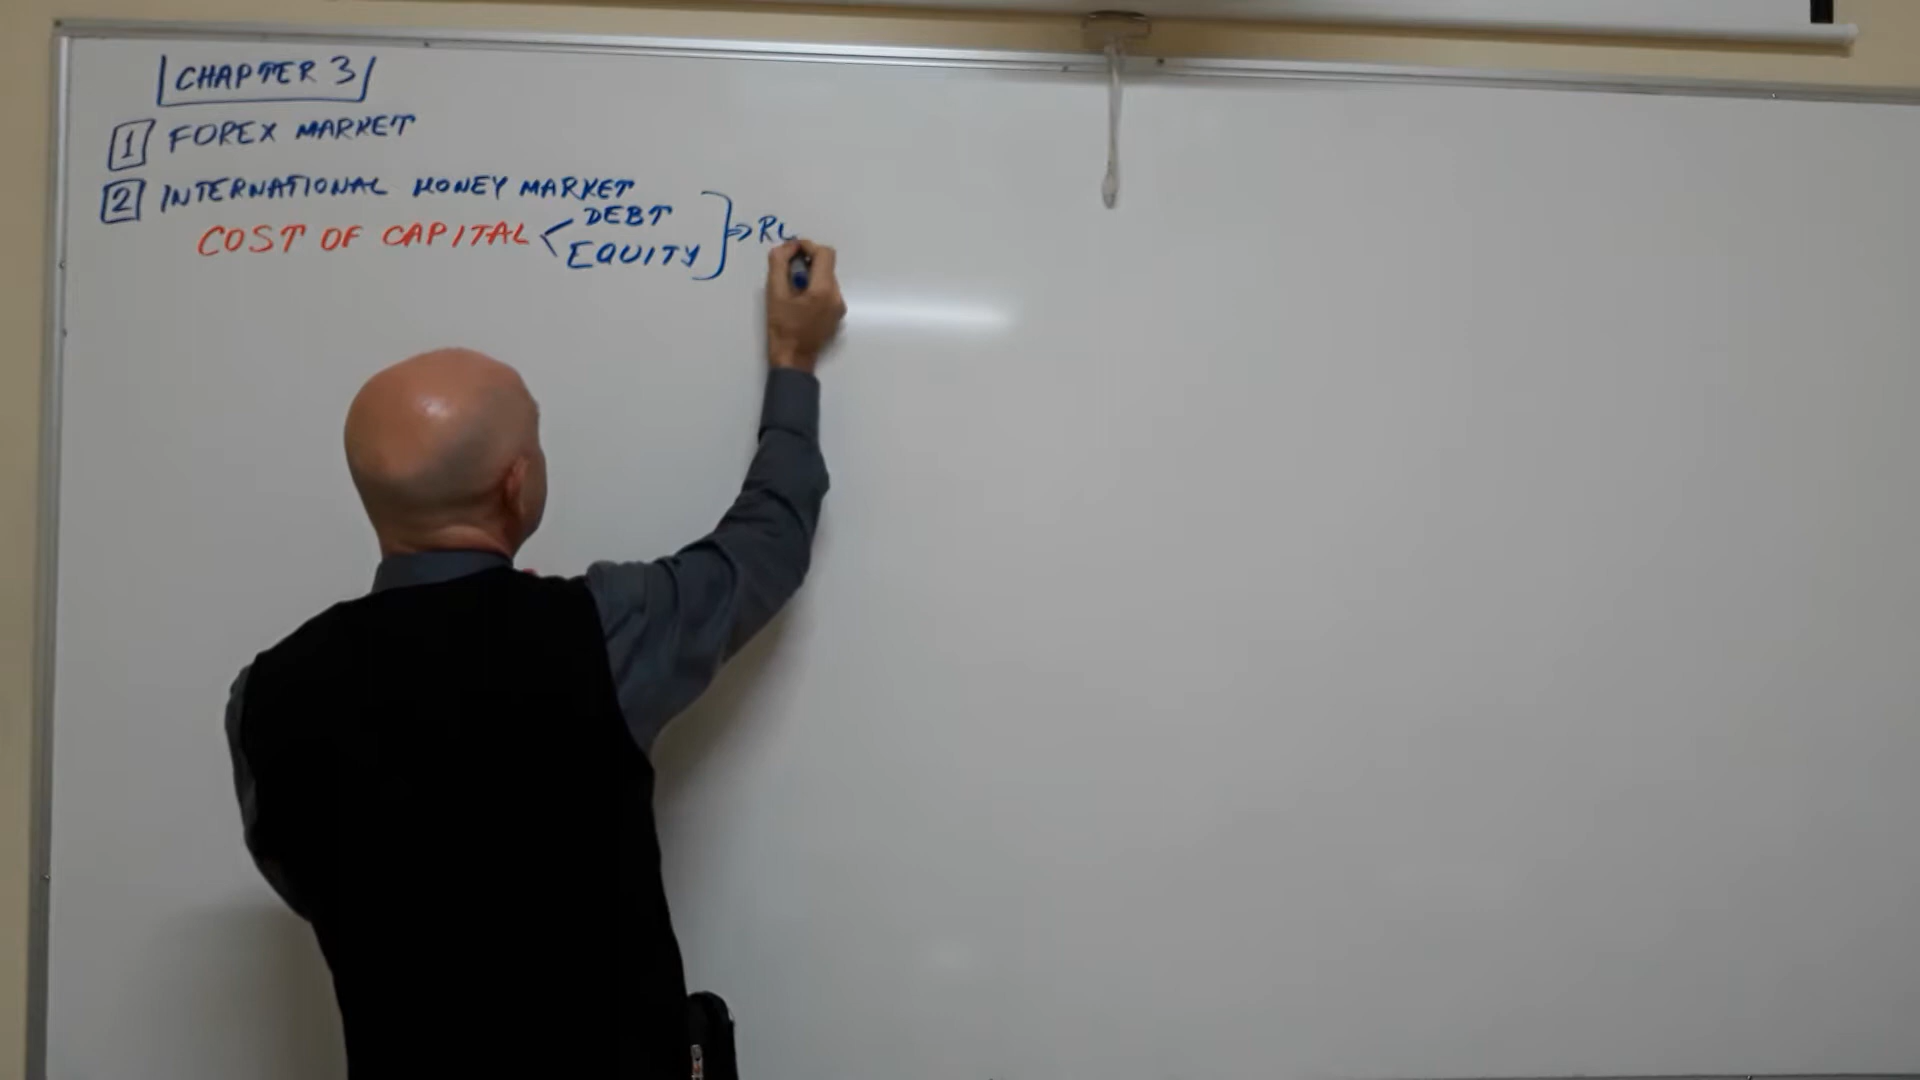 CHAPTER 3
1 FOREX MARKET
2 INTERNATIONAL MONEY MARKET
COST OF CAPITAL < DEBT
EQUITY } ⇒